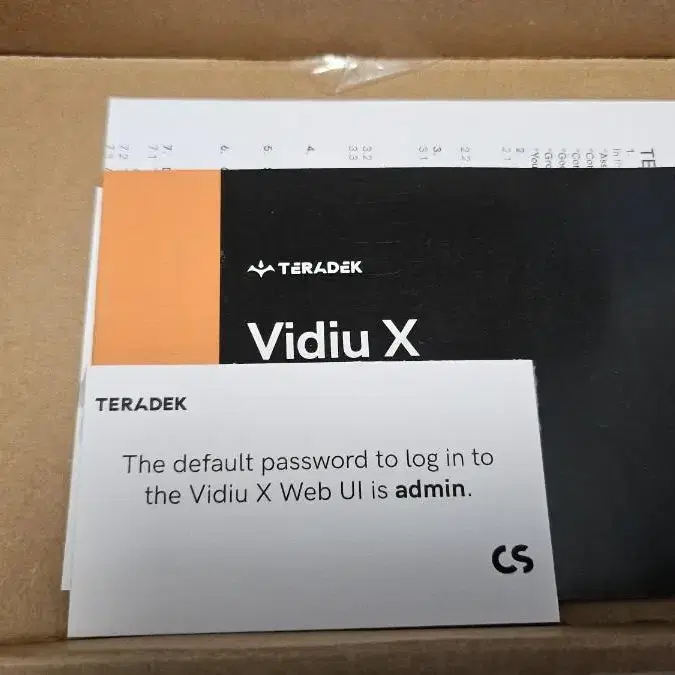 TERADEK
Vidiu X
TERADEK
The default password to log in to
the Vidiu X Web UI is admin.
CS